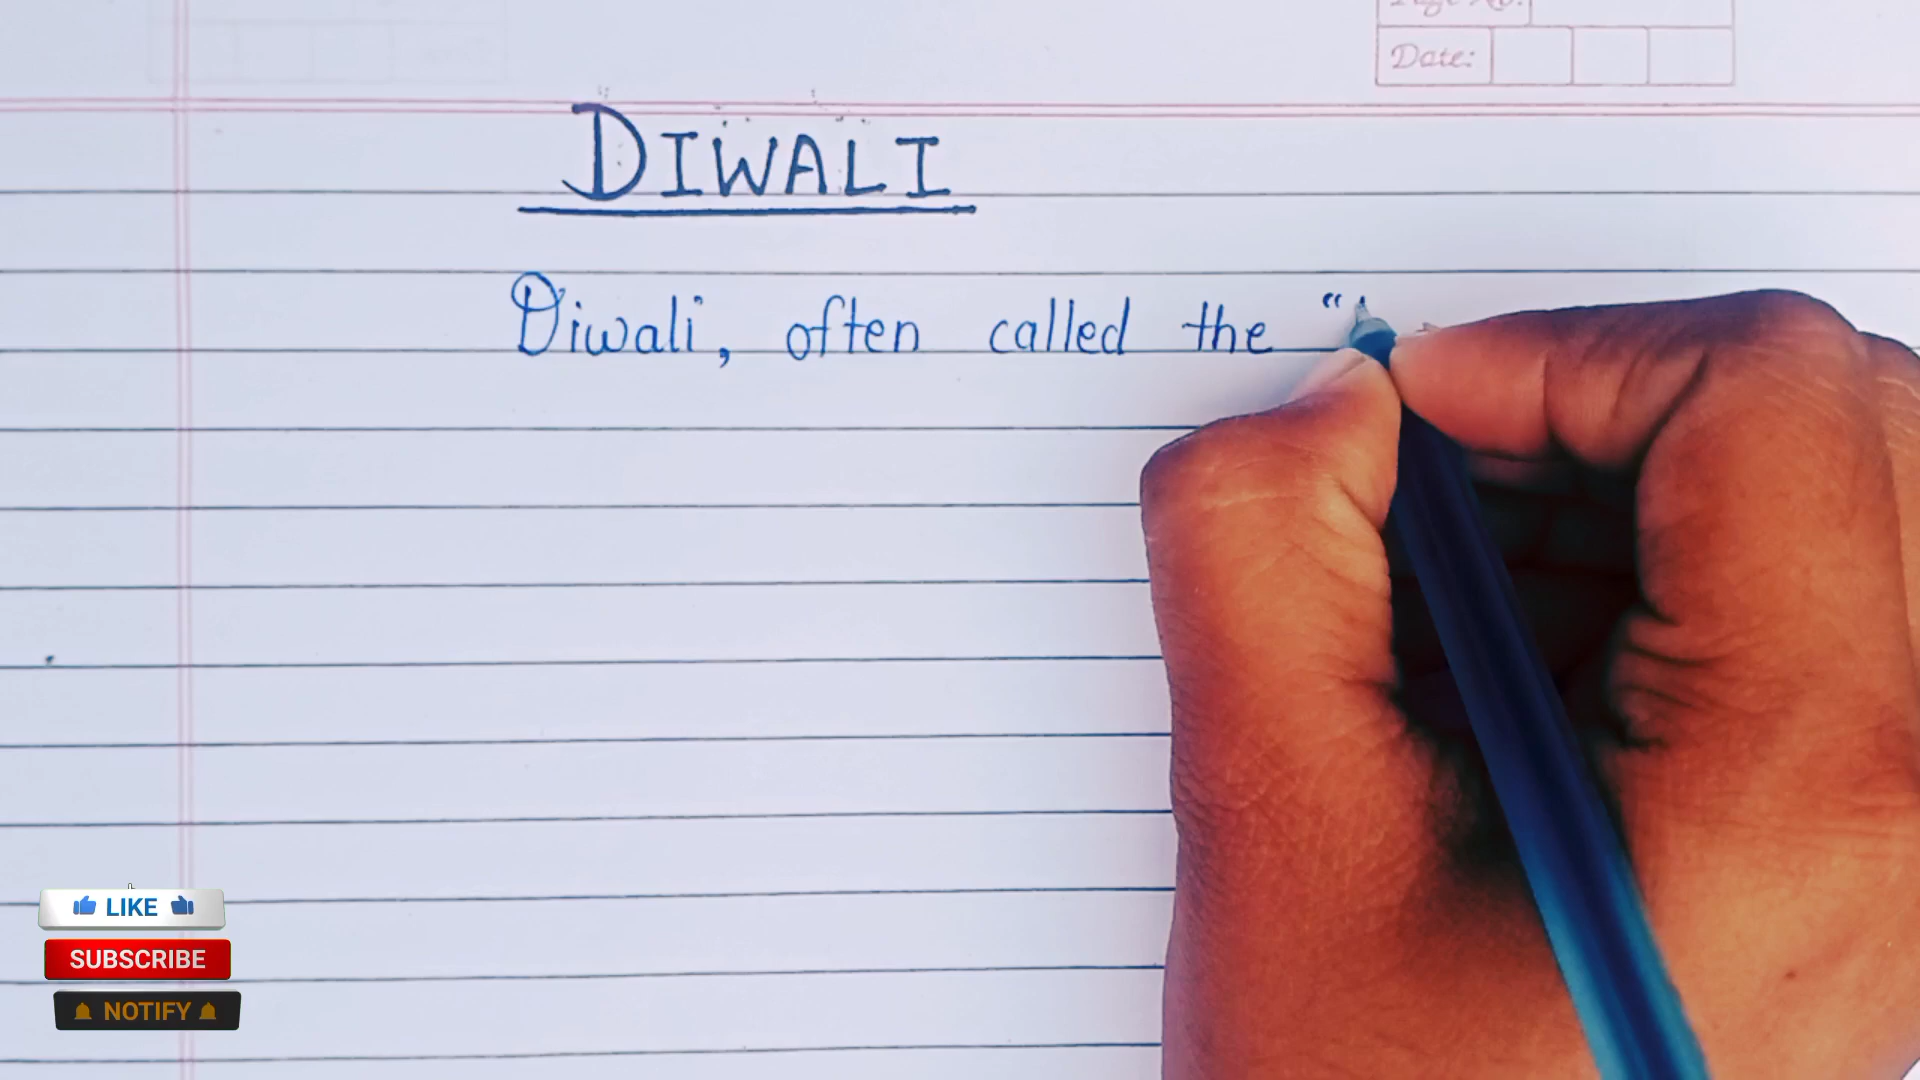 Date:
DIWALI
Diwali, often called the “
LIKE
SUBSCRIBE
NOTIFY